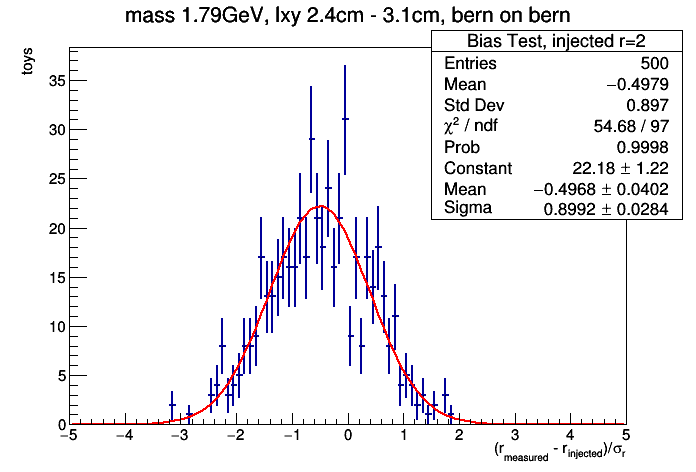 mass 1.79GeV, lxy 2.4cm - 3.1cm, bern on bern
Bias Test, injected r=2
Entries 500
Mean −0.4979
Std Dev 0.897
χ² / ndf 54.68 / 97
Prob 0.9998
Constant 22.18 ± 1.22
Mean −0.4968 ± 0.0402
Sigma 0.8992 ± 0.0284
toys
35
30
25
20
15
10
5
0
−5 −4 −3 −2 −1 0 1 2 3 4 5
(r_measured - r_injected)/σ_r